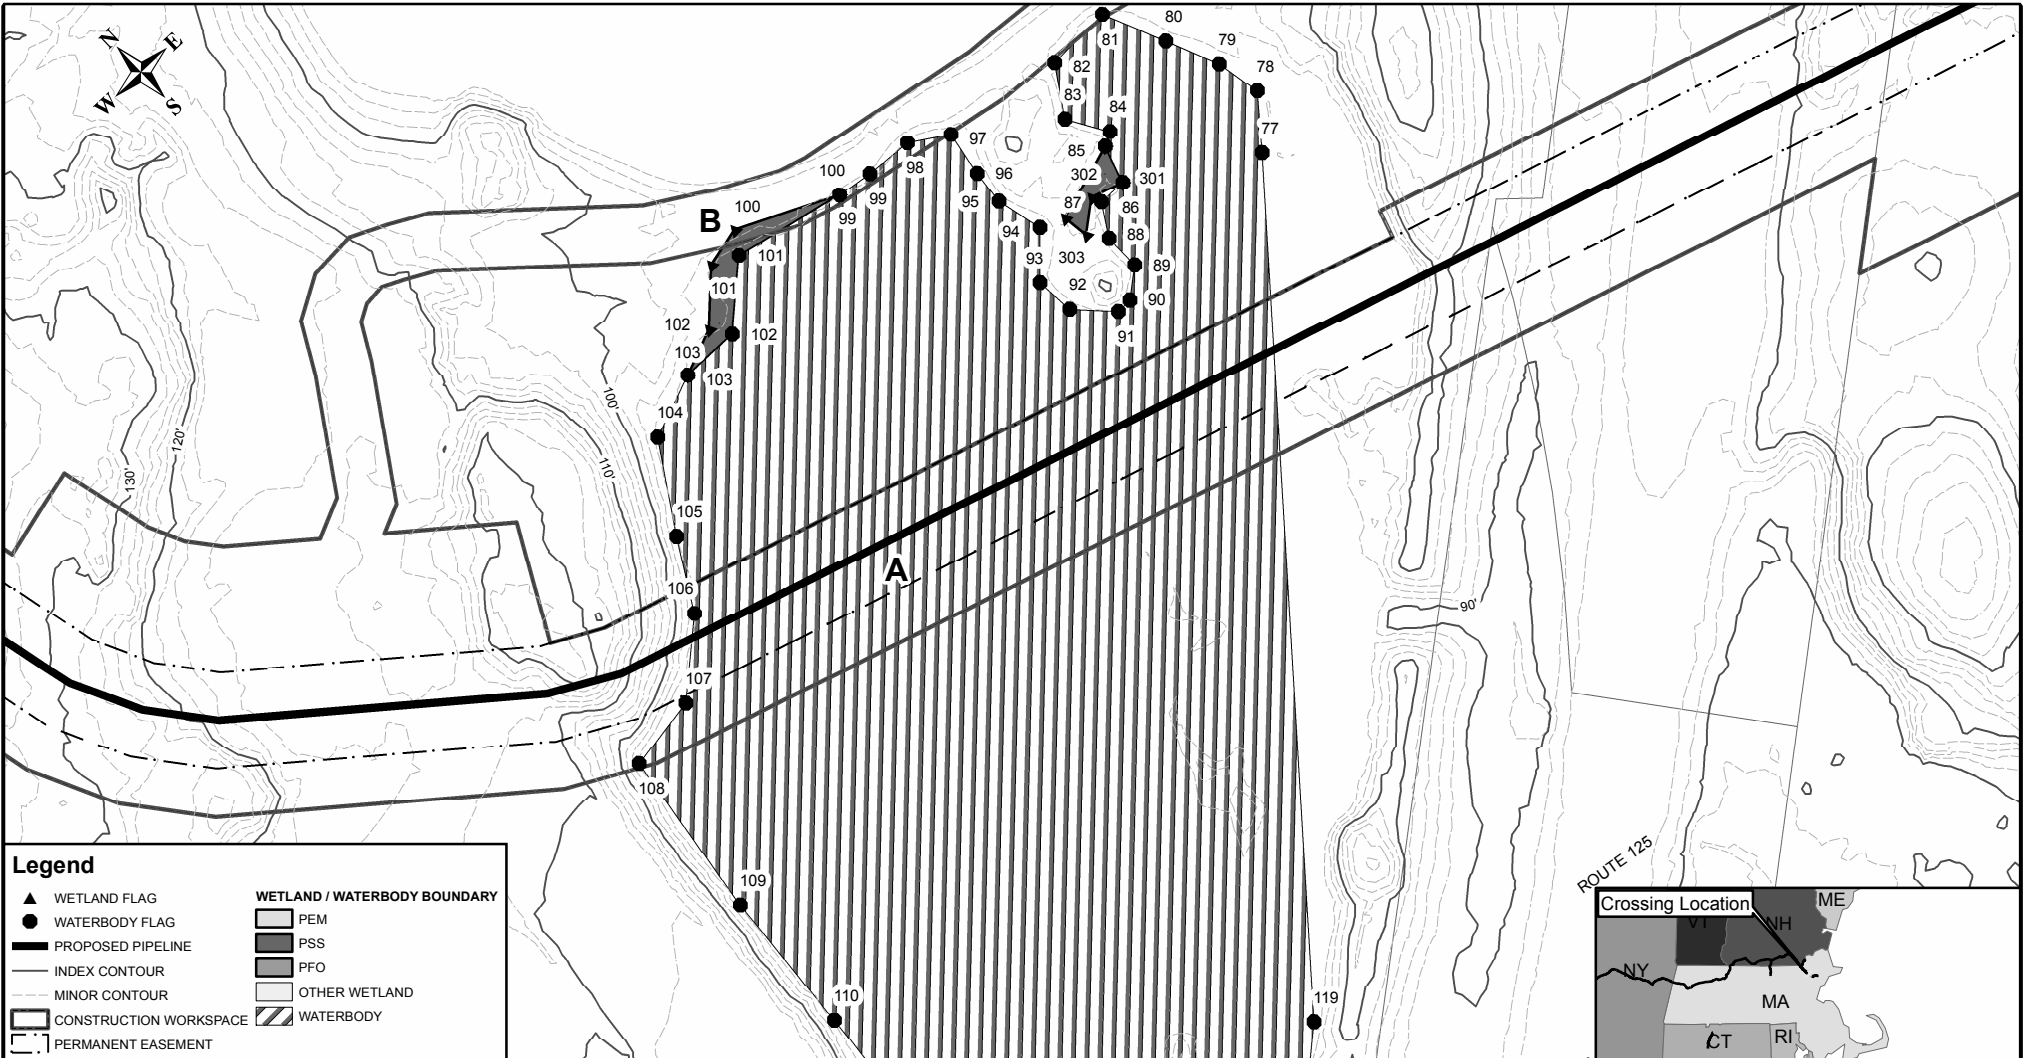 N
E
W
S
80
81
79
82
78
83
84
77
97
98
85
100
96
302
301
99
99
95
87
86
100
B
94
88
101
93
303
89
101
92
90
102
102
91
103
103
100'
104
120'
130'
110'
105
A
106
90'
107
108
109
110
119
ROUTE 125
Legend
WETLAND FLAG
WATERBODY FLAG
PROPOSED PIPELINE
INDEX CONTOUR
MINOR CONTOUR
CONSTRUCTION WORKSPACE
PERMANENT EASEMENT
WETLAND / WATERBODY BOUNDARY
PEM
PSS
PFO
OTHER WETLAND
WATERBODY
Crossing Location
ME
VT
NH
NY
MA
CT
RI